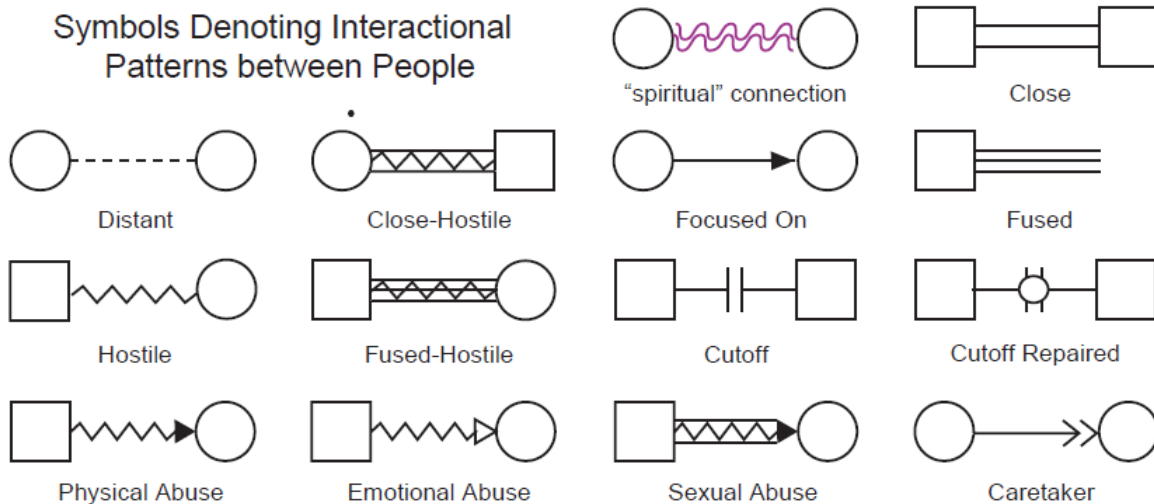 Symbols Denoting Interactional
Patterns between People
"spiritual" connection
Close
Distant
Close-Hostile
Focused On
Fused
Hostile
Fused-Hostile
Cutoff
Cutoff Repaired
Physical Abuse
Emotional Abuse
Sexual Abuse
Caretaker